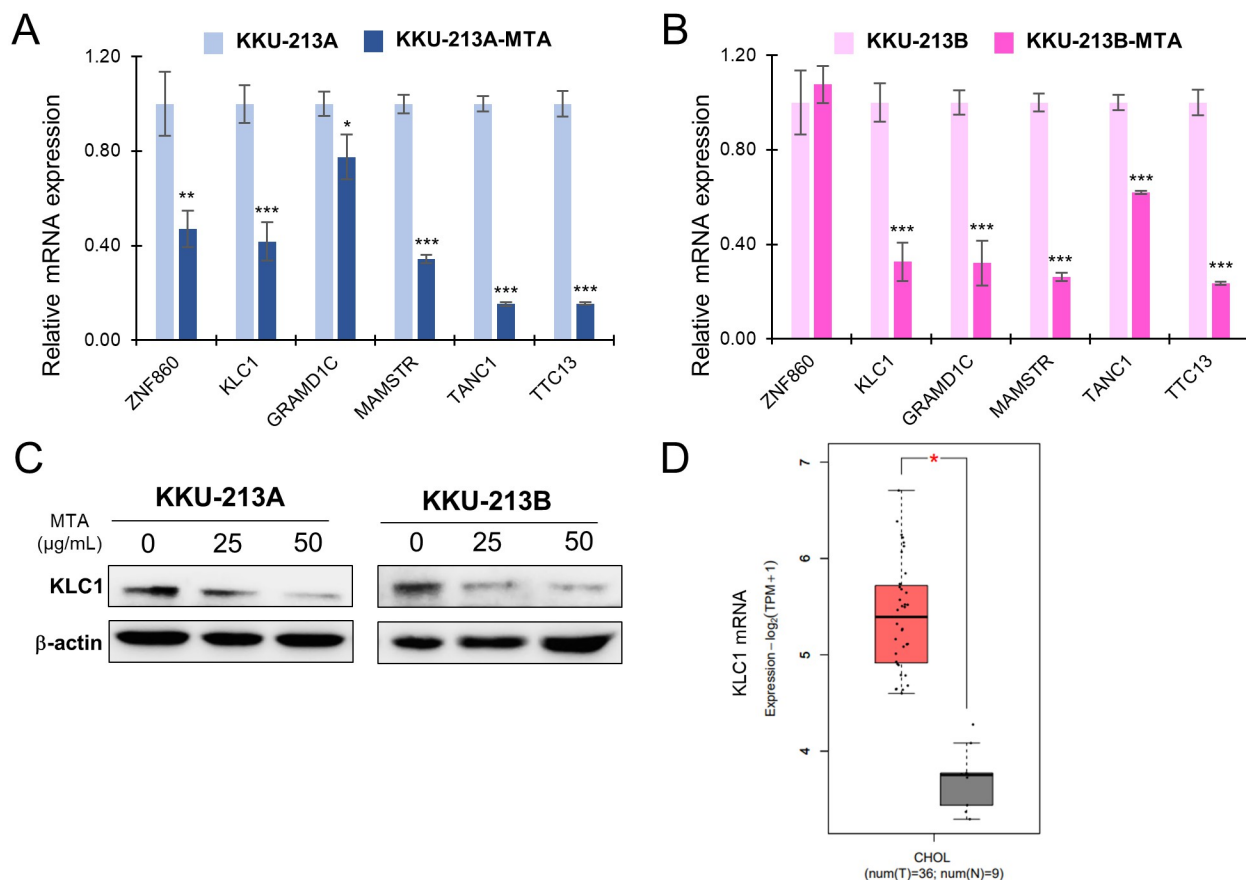 A
KKU-213A KKU-213A-MTA
Relative mRNA expression
1.20
0.80
0.40
0.00
** *** * *** *** ***
ZNF860 KLC1 GRAMD1C MAMSTR TANC1 TTC13
B
KKU-213B KKU-213B-MTA
Relative mRNA expression
1.20
0.80
0.40
0.00
*** *** *** *** ***
ZNF860 KLC1 GRAMD1C MAMSTR TANC1 TTC13
C
KKU-213A KKU-213B
MTA
(µg/mL) 0 25 50 0 25 50
KLC1
β-actin
D
KLC1 mRNA
Expression – log₂(TPM + 1)
7
6
5
4
*
CHOL
(num(T)=36; num(N)=9)